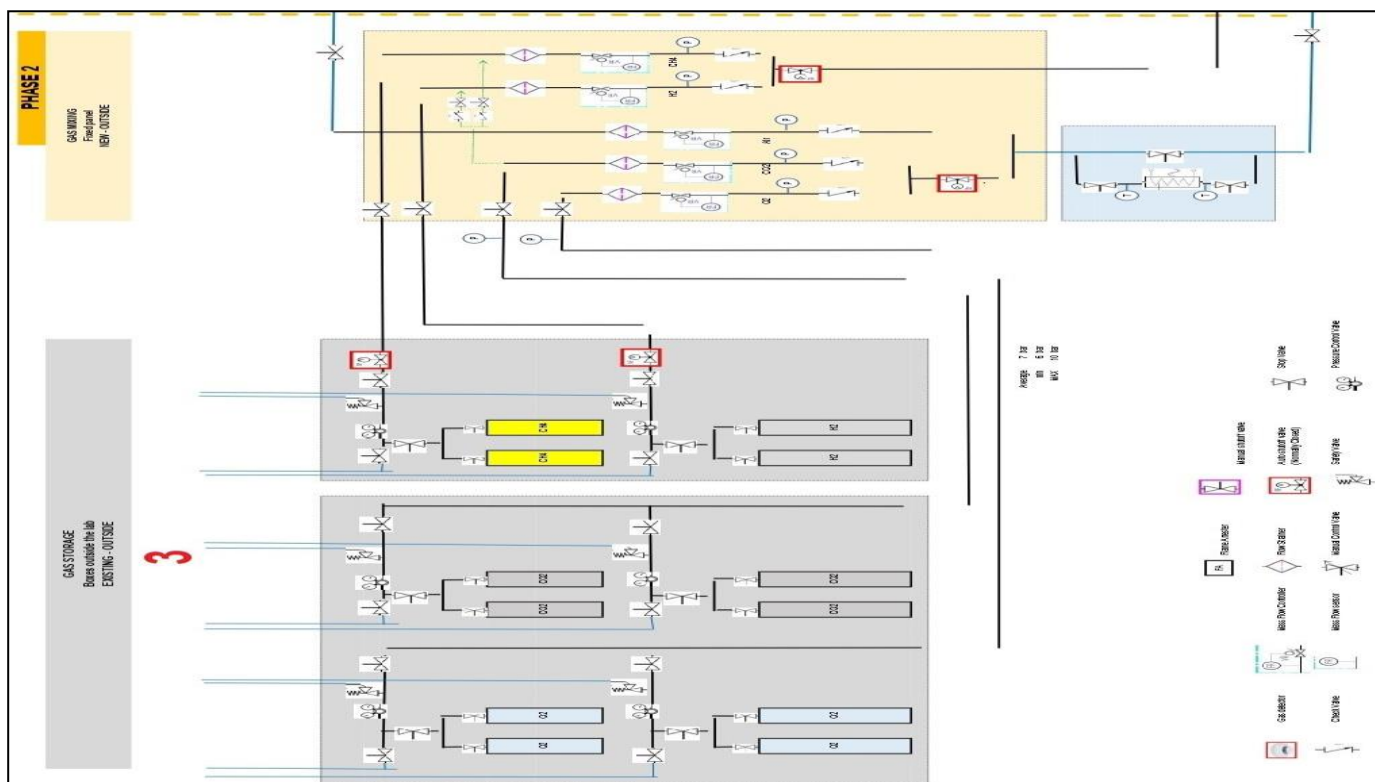 PHASE 2
GAS MIXING
Fixed panel
NEW - OUTSIDE
CH4
P
H2
P
A1
P
CO2
P
O2
P
T
T
P
P
GAS STORAGE
Boxes outside the lab
EXISTING - OUTSIDE
3
CH4
CH4
H2
H2
CO2
CO2
CO2
CO2
O2
O2
O2
O2
Average 7 bar
min 6 bar
MAX 10 bar
Manual shutoff valve
Stop Valve
Auto shutoff valve
(Normally Closed)
Pressure Control Valve
Safety Valve
FA
Flame Arrester
Flow Strainer
Manual Control Valve
Mass Flow Controller
Mass Flow sensor
Gas detector
Check Valve